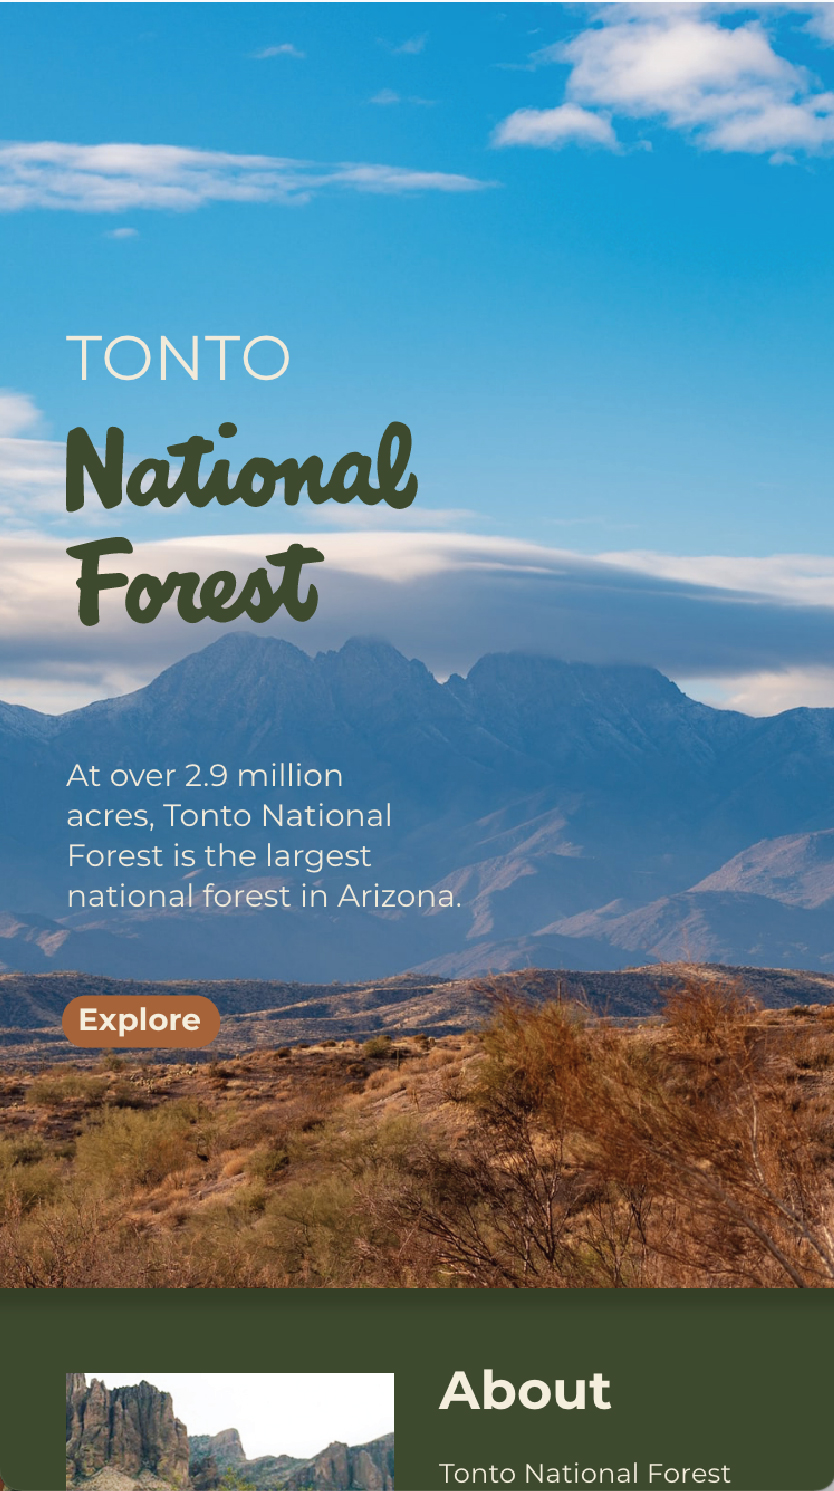 TONTO
National
Forest
At over 2.9 million
acres, Tonto National
Forest is the largest
national forest in Arizona.
Explore
About
Tonto National Forest